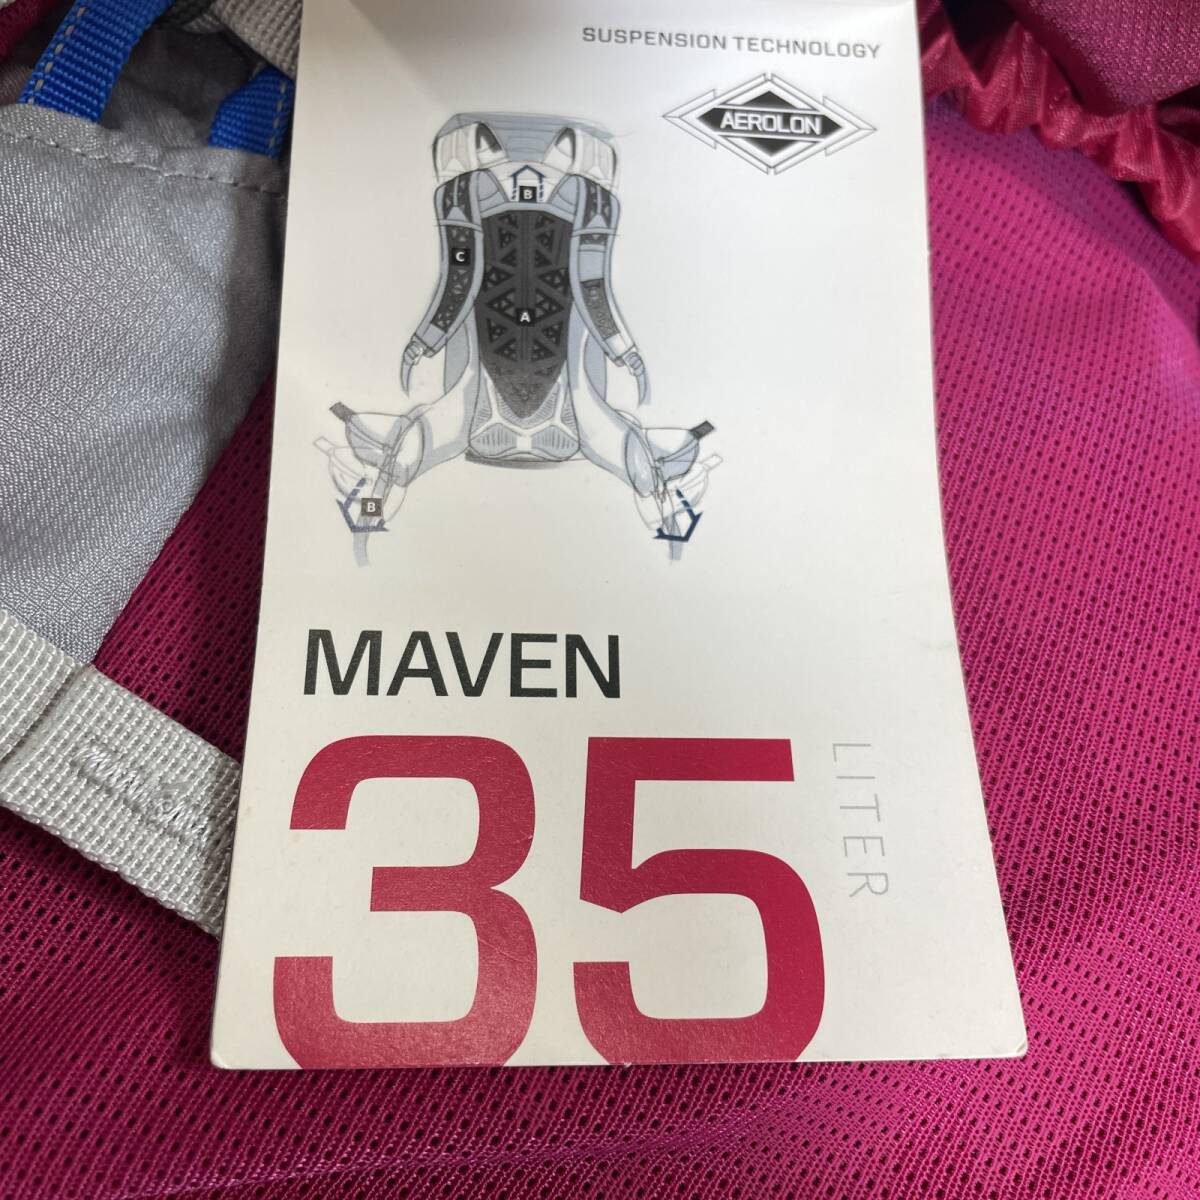 SUSPENSION TECHNOLOGY
AEROLON
B
C
A
B
MAVEN
35
LITER